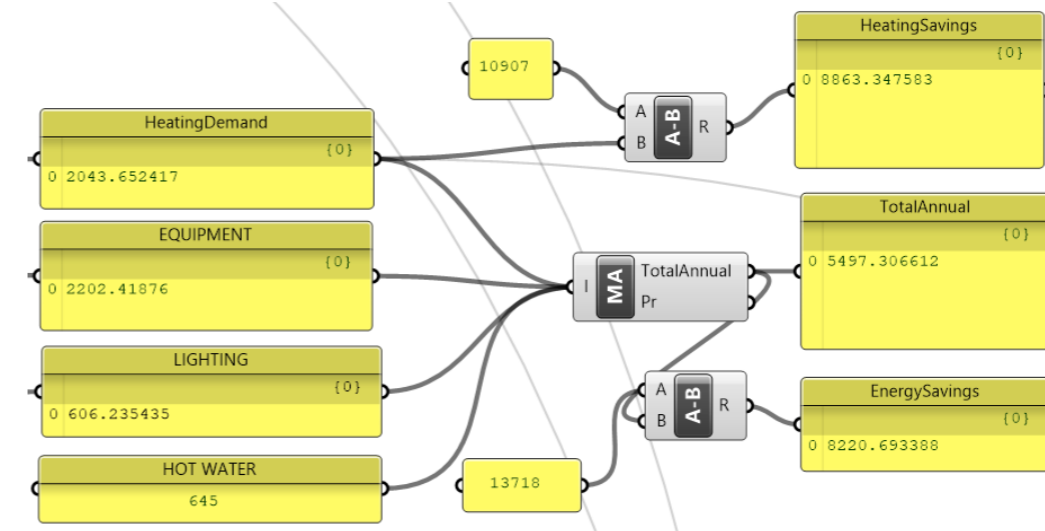 HeatingSavings
{0}
0 8863.347583
10907
A
B
A-B
R
HeatingDemand
{0}
0 2043.652417
TotalAnnual
{0}
0 5497.306612
EQUIPMENT
{0}
0 2202.41876
I
MA
TotalAnnual
Pr
LIGHTING
{0}
0 606.235435
A
B
A-B
R
EnergySavings
{0}
0 8220.693388
HOT WATER
645
13718